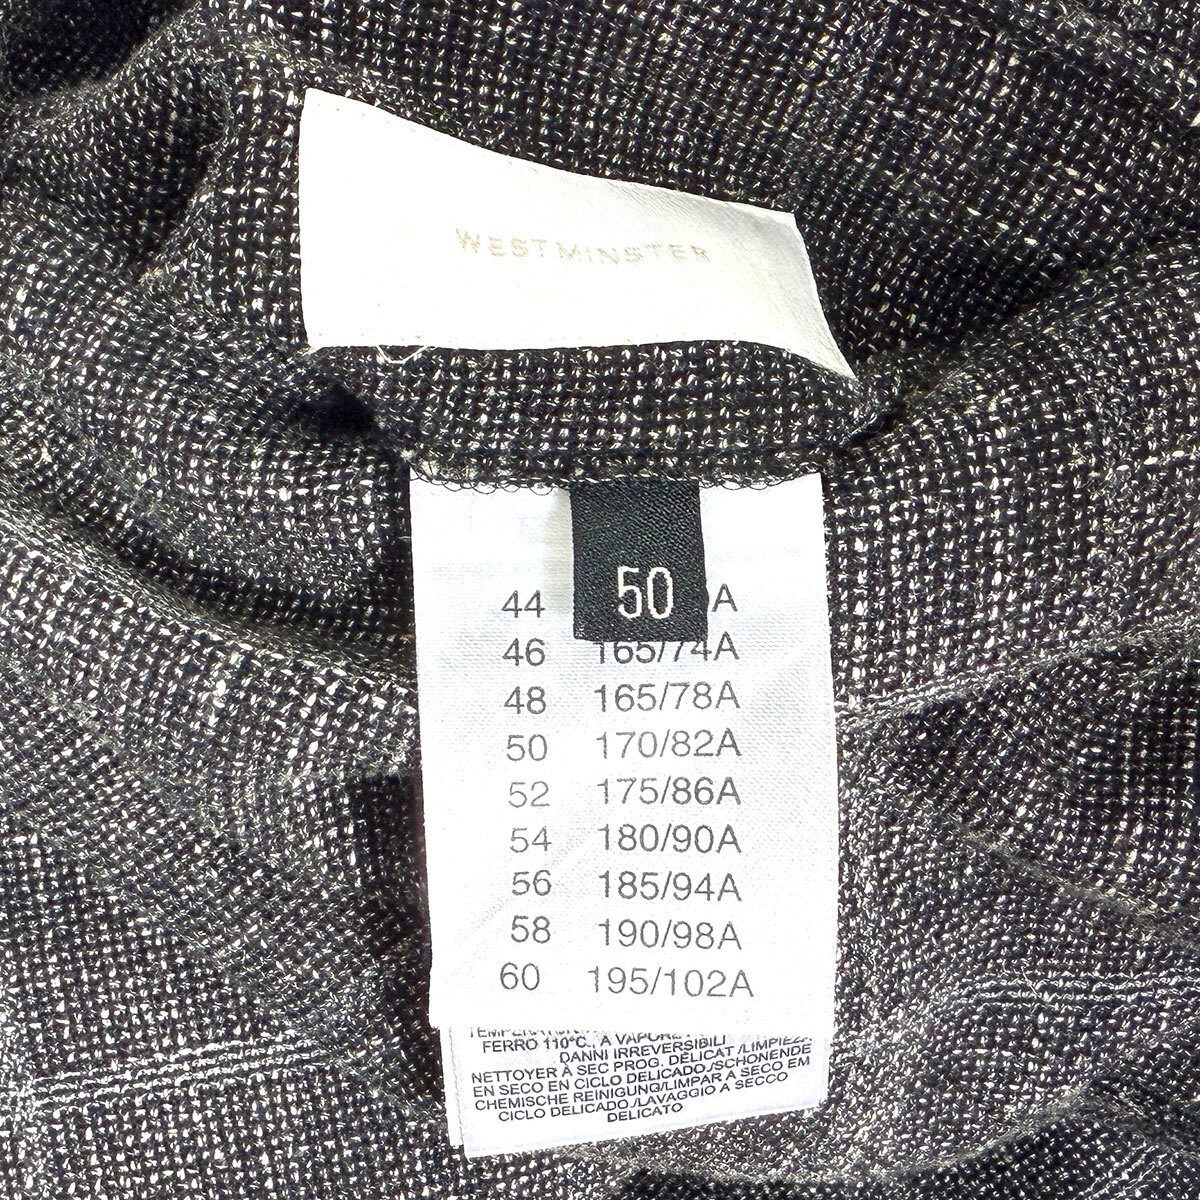 WESTMINSTER
50
44 A
46 165/74A
48 165/78A
50 170/82A
52 175/86A
54 180/90A
56 185/94A
58 190/98A
60 195/102A
FERRO 110°C., A VAPORE
DANNI IRREVERSIBILI
NETTOYER À SEC PROG. DÉLICAT /LIMPIEZA
EN SECO EN CICLO DELICADO /SCHONENDE
CHEMISCHE REINIGUNG/LIMPAR A SECO EM
CICLO DELICADO /LAVAGGIO A SECCO
DELICATO